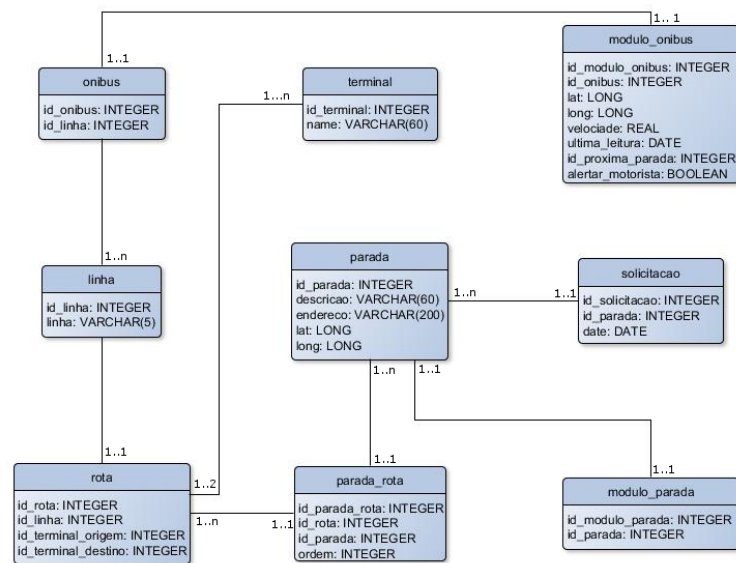 1..1
1.. 1
modulo_onibus
id_modulo_onibus: INTEGER
id_onibus: INTEGER
lat: LONG
long: LONG
velociade: REAL
ultima_leitura: DATE
id_proxima_parada: INTEGER
alertar_motorista: BOOLEAN
onibus
id_onibus: INTEGER
id_linha: INTEGER
terminal
id_terminal: INTEGER
name: VARCHAR(60)
1...n
1..n
linha
id_linha: INTEGER
linha: VARCHAR(5)
parada
id_parada: INTEGER
descricao: VARCHAR(60)
endereco: VARCHAR(200)
lat: LONG
long: LONG
1..n
1..1
solicitacao
id_solicitacao: INTEGER
id_parada: INTEGER
date: DATE
1..n
1..1
1..1
1..1
1..1
rota
id_rota: INTEGER
id_linha: INTEGER
id_terminal_origem: INTEGER
id_terminal_destino: INTEGER
1..2
1..n
1..1
parada_rota
id_parada_rota: INTEGER
id_rota: INTEGER
id_parada: INTEGER
ordem: INTEGER
modulo_parada
id_modulo_parada: INTEGER
id_parada: INTEGER